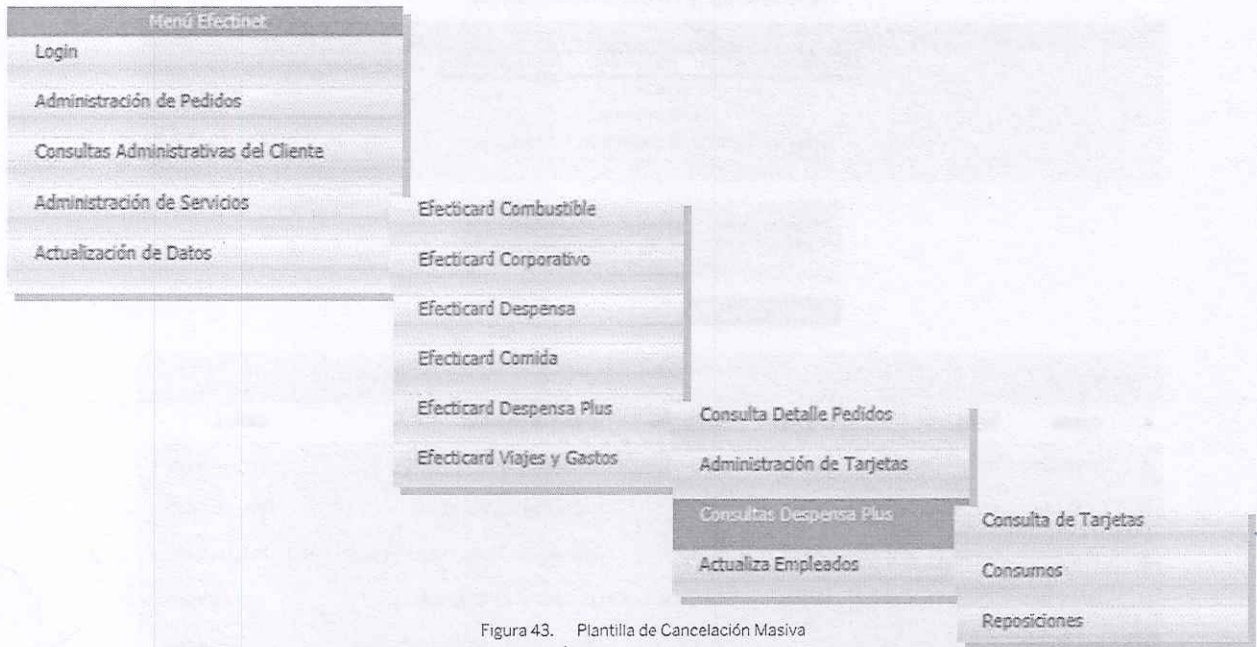 Menú Efectinet
Login
Administración de Pedidos
Consultas Administrativas del Cliente
Administración de Servicios
Actualización de Datos
Efecticard Combustible
Efecticard Corporativo
Efecticard Despensa
Efecticard Comida
Efecticard Despensa Plus
Efecticard Viajes y Gastos
Consulta Detalle Pedidos
Administración de Tarjetas
Consultas Despensa Plus
Actualiza Empleados
Consulta de Tarjetas
Consumos
Reposiciones
Figura 43. Plantilla de Cancelación Masiva